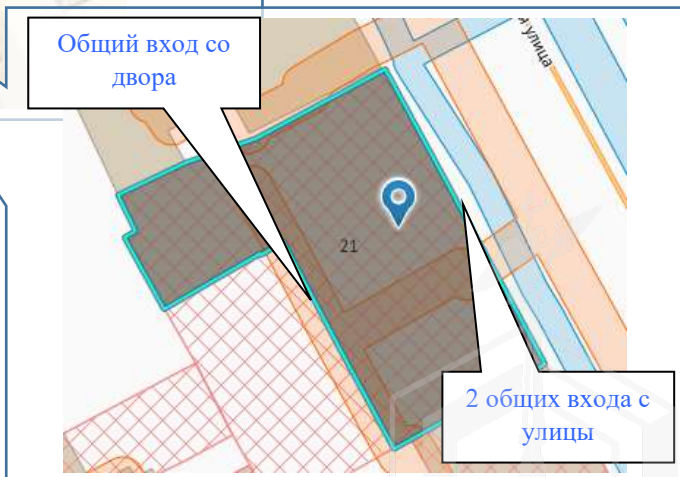 Общий вход со
двора
я улица
21
2 общих входа с
улицы